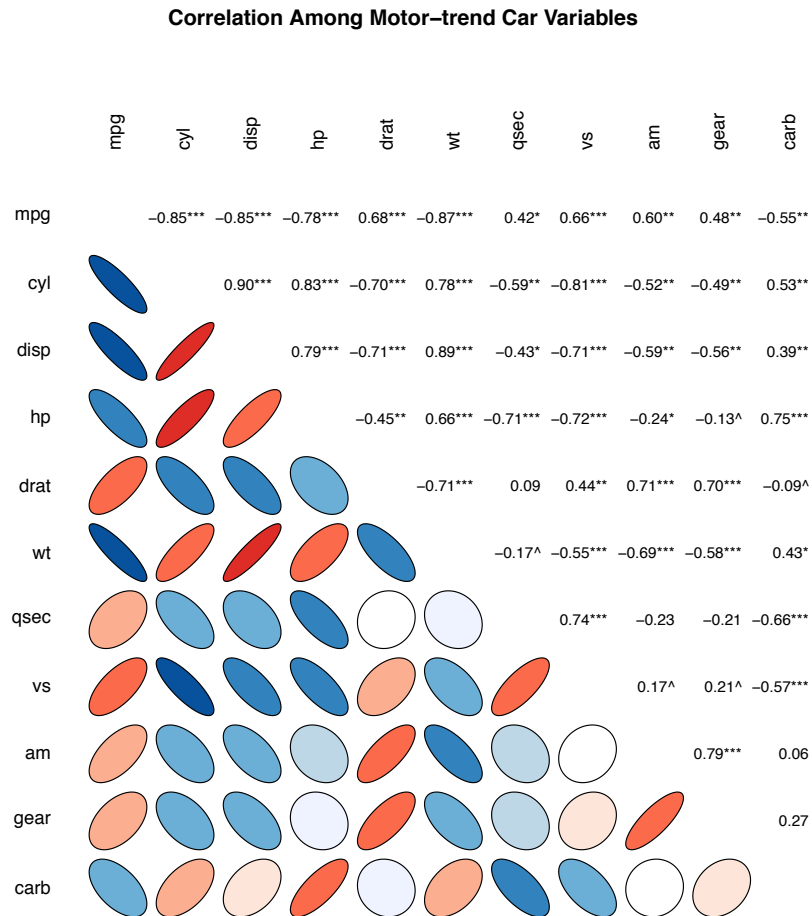 Correlation Among Motor−trend Car Variables
mpg cyl disp hp drat wt qsec vs am gear carb
mpg −0.85*** −0.85*** −0.78*** 0.68*** −0.87*** 0.42* 0.66*** 0.60** 0.48** −0.55**
cyl 0.90*** 0.83*** −0.70*** 0.78*** −0.59** −0.81*** −0.52** −0.49** 0.53**
disp 0.79*** −0.71*** 0.89*** −0.43* −0.71*** −0.59** −0.56** 0.39**
hp −0.45** 0.66*** −0.71*** −0.72*** −0.24* −0.13^ 0.75***
drat −0.71*** 0.09 0.44** 0.71*** 0.70*** −0.09^
wt −0.17^ −0.55*** −0.69*** −0.58*** 0.43*
qsec 0.74*** −0.23 −0.21 −0.66***
vs 0.17^ 0.21^ −0.57***
am 0.79*** 0.06
gear 0.27
carb